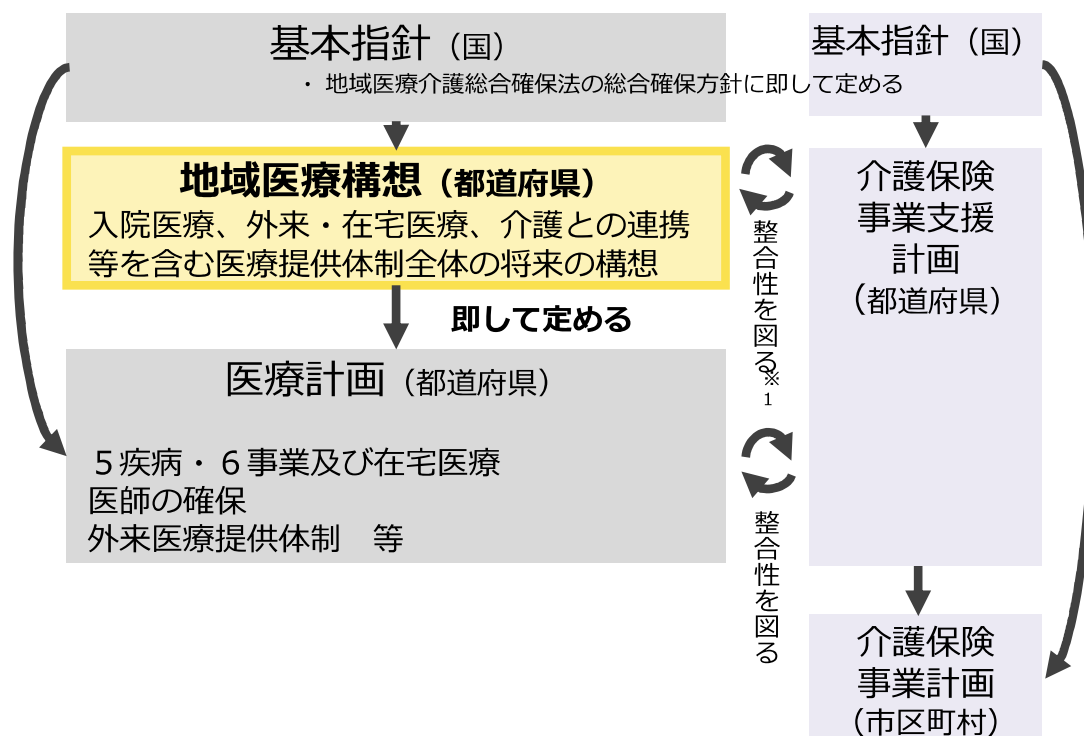 基本指針（国）
・ 地域医療介護総合確保法の総合確保方針に即して定める
地域医療構想（都道府県）
入院医療、外来・在宅医療、介護との連携
等を含む医療提供体制全体の将来の構想
即して定める
医療計画（都道府県）
５疾病・６事業及び在宅医療
医師の確保
外来医療提供体制　等
整合性を図る※1
整合性を図る
基本指針（国）
介護保険
事業支援
計画
（都道府県）
介護保険
事業計画
（市区町村）